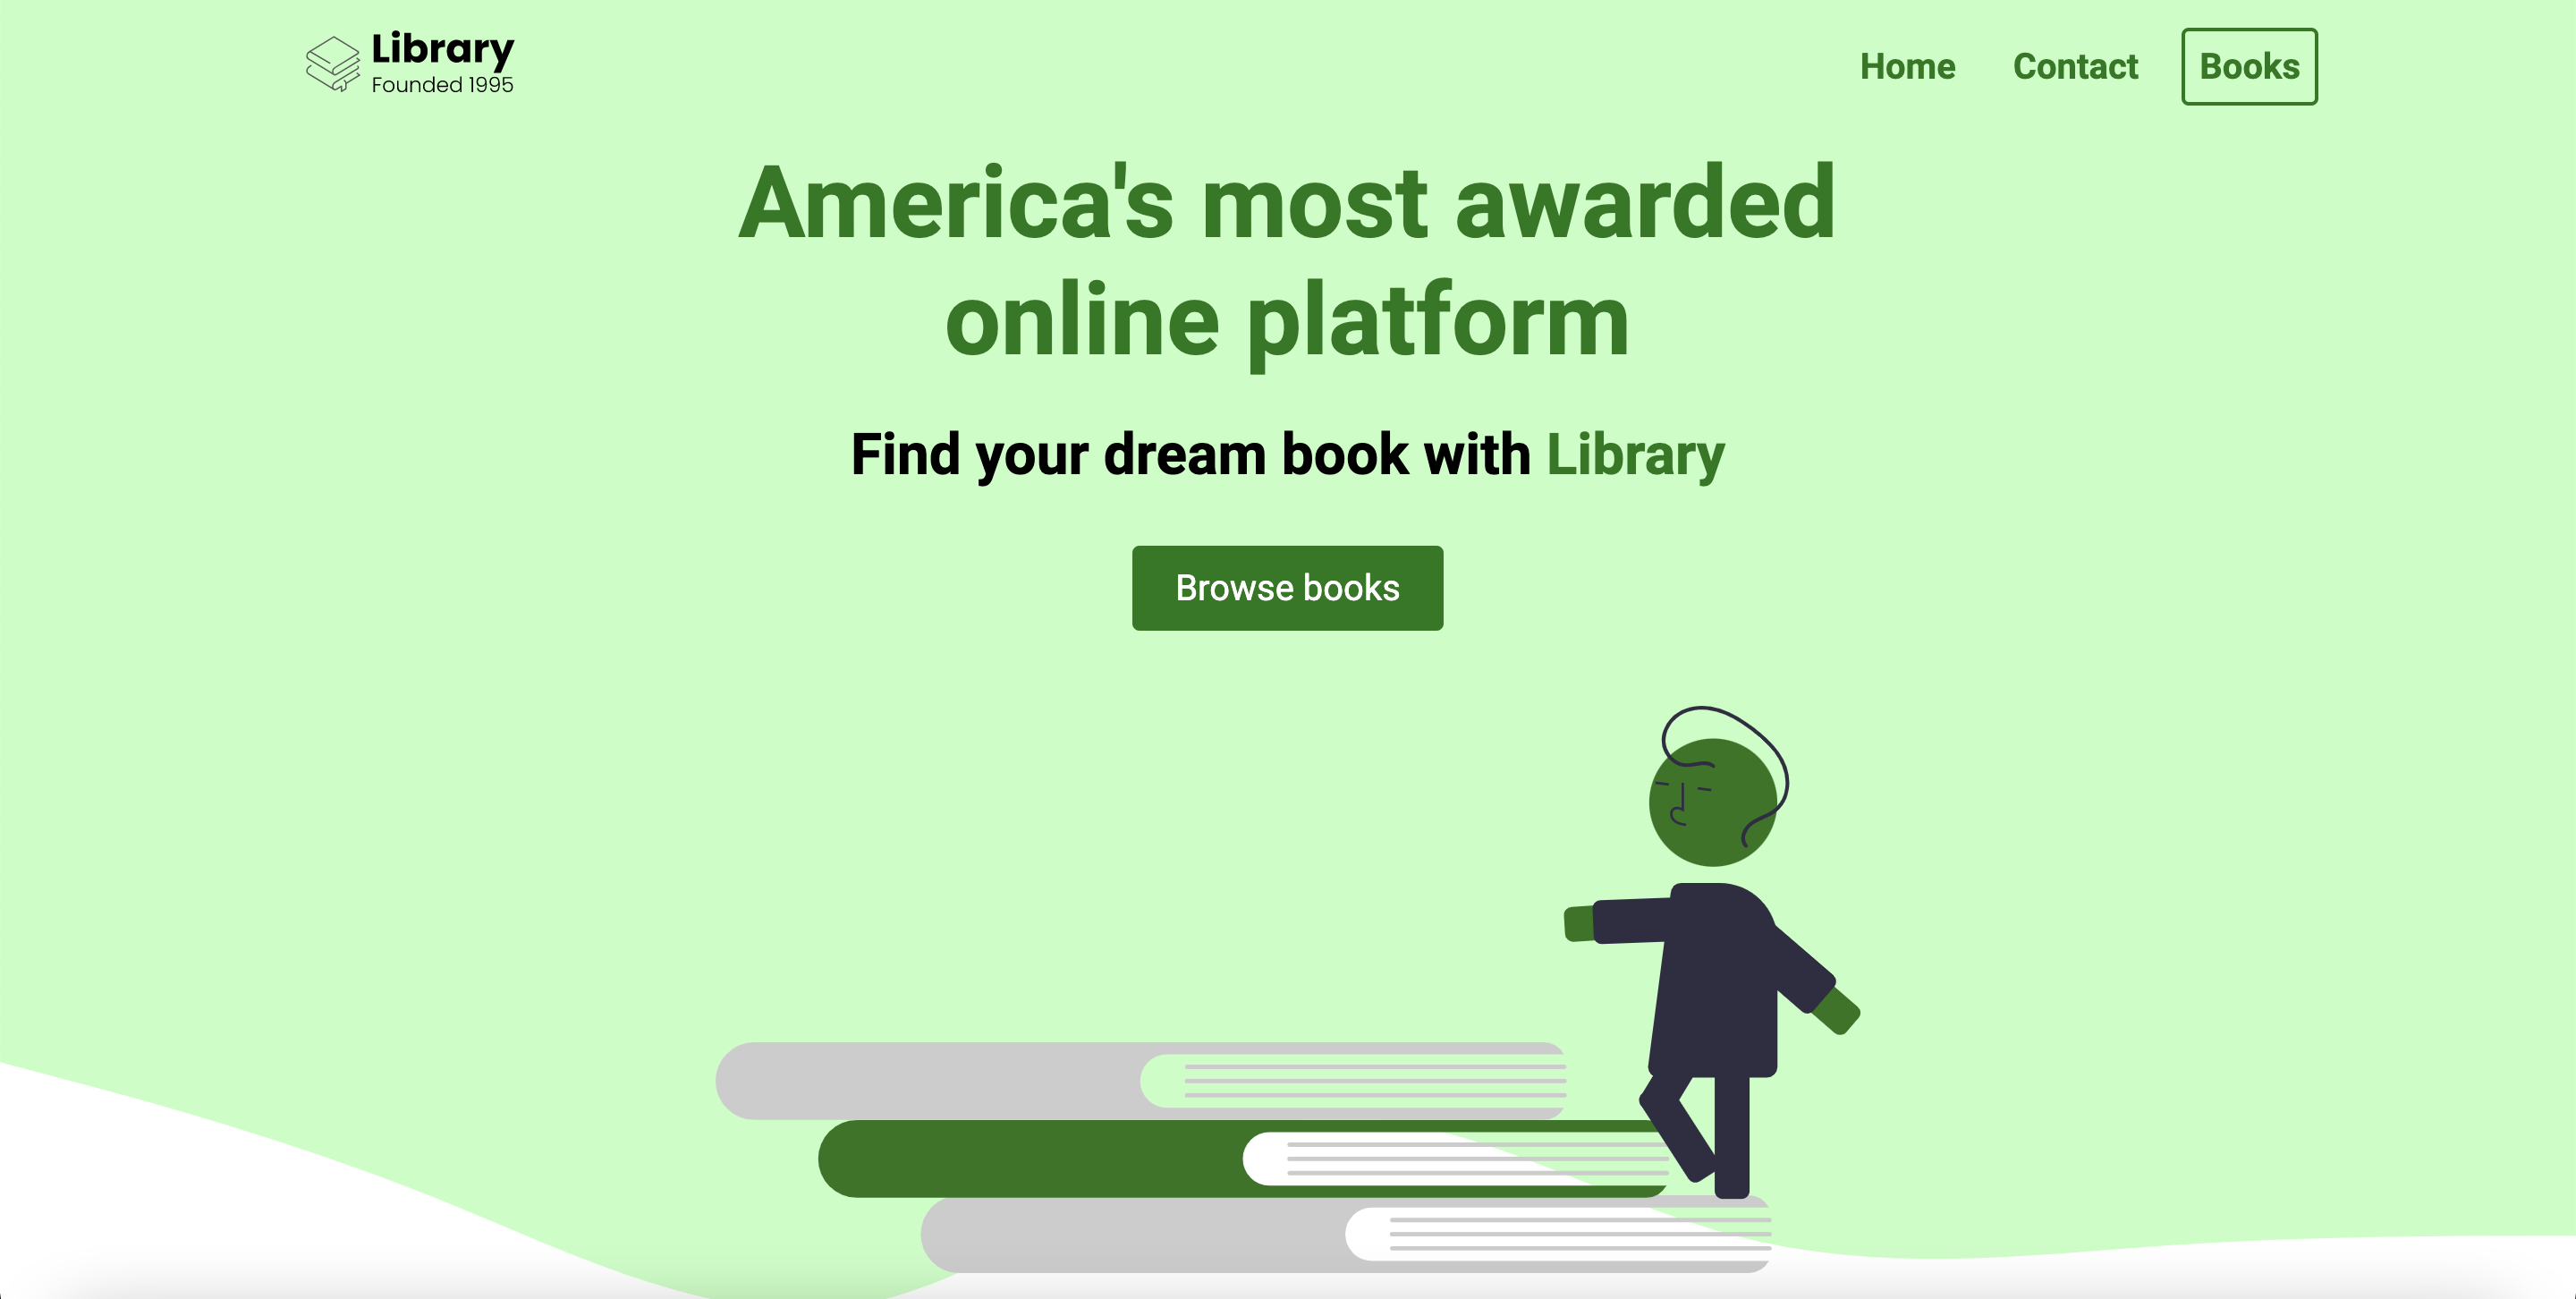 Library
Founded 1995
Home Contact Books
America's most awarded
online platform
Find your dream book with Library
Browse books